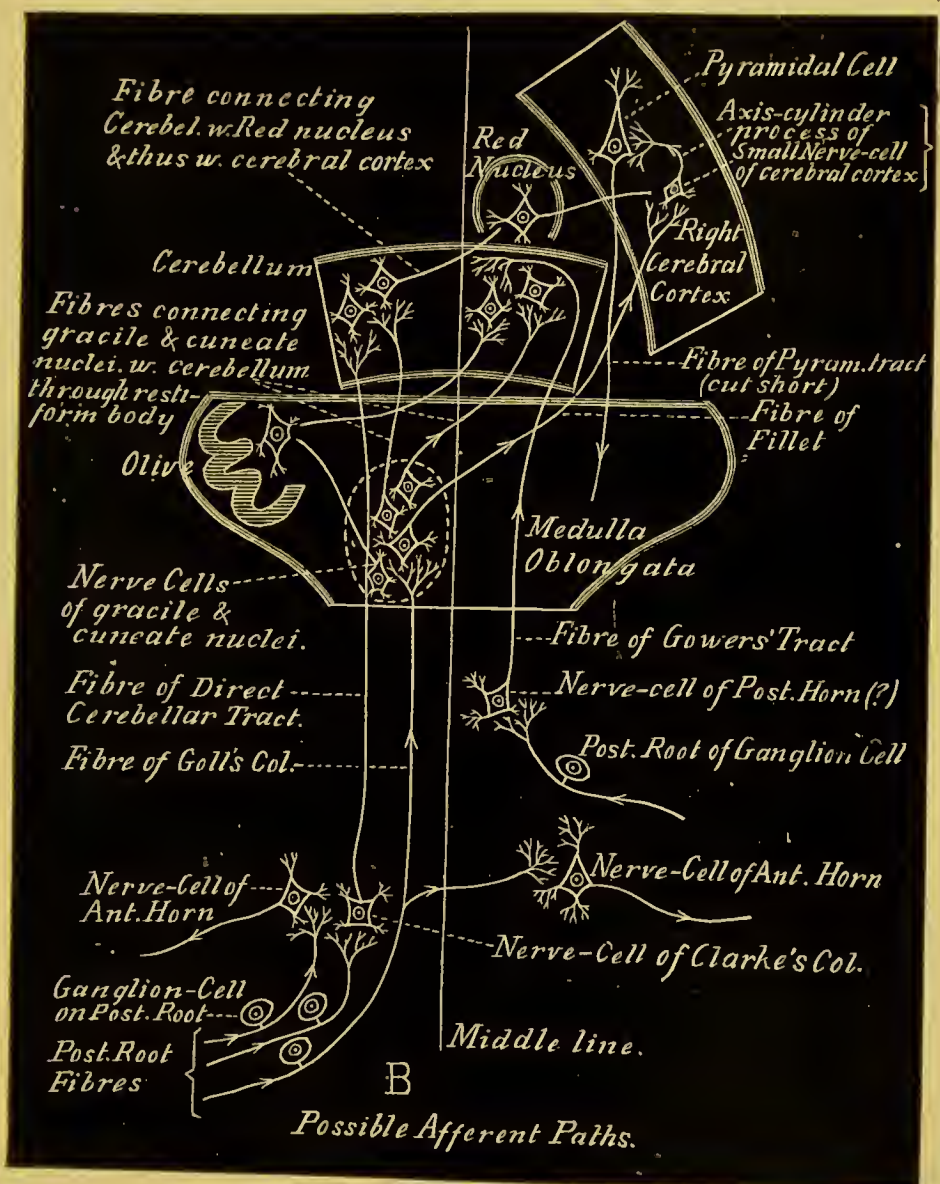 Fibre connecting
Cerebel. w. Red nucleus
& thus w. cerebral cortex
Red
Nucleus
Pyramidal Cell
Axis-cylinder
process of
Small Nerve-cell
of cerebral cortex
Right
Cerebral
Cortex
Cerebellum
Fibres connecting
gracile & cuneate
nuclei. w. cerebellum
through resti-
form body
Fibre of Pyram. tract
(cut short)
Fibre of
Fillet
Olive
Medulla
Oblongata
Nerve Cells
of gracile &
cuneate nuclei.
Fibre of Gowers' Tract
Fibre of Direct
Cerebellar Tract.
Nerve-cell of Post. Horn (?)
Fibre of Goll's Col.
Post. Root of Ganglion Cell
Nerve-Cell of
Ant. Horn
Nerve-Cell of Ant. Horn
Nerve-Cell of Clarke's Col.
Ganglion-Cell
on Post. Root
Post. Root
Fibres
Middle line.
B
Possible Afferent Paths.